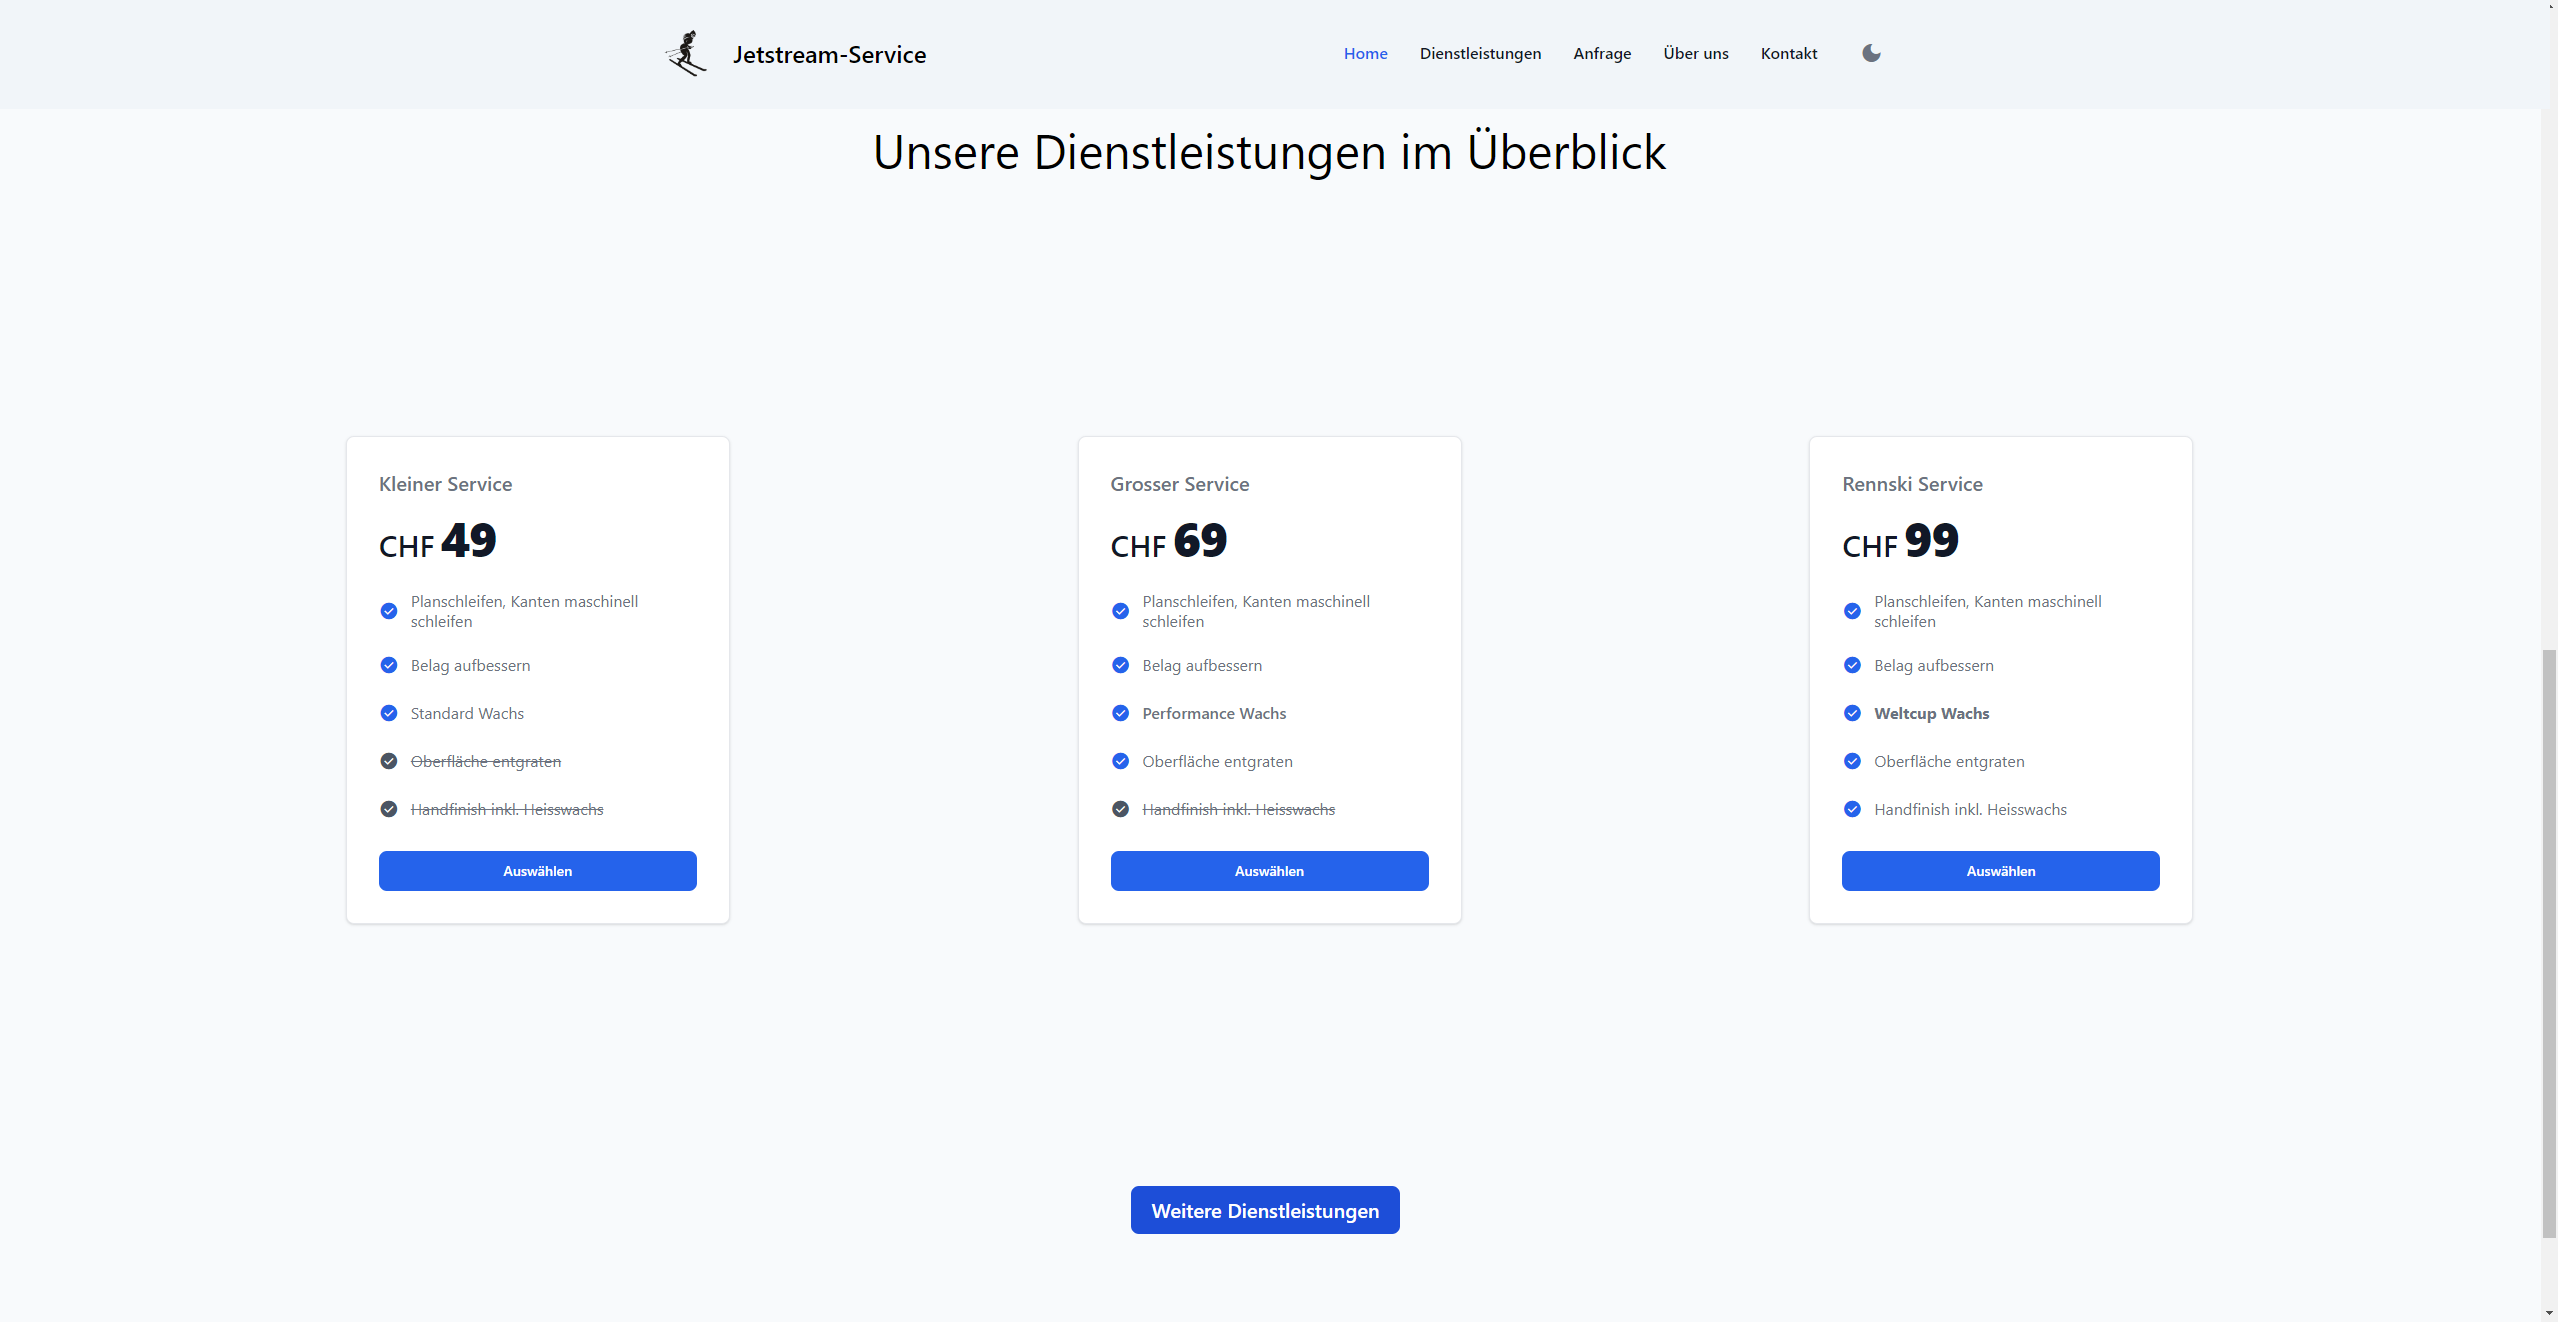 Jetstream-Service
Home Dienstleistungen Anfrage Über uns Kontakt
Unsere Dienstleistungen im Überblick
Kleiner Service
CHF 49
Planschleifen, Kanten maschinell
schleifen
Belag aufbessern
Standard Wachs
Oberfläche entgraten
Handfinish inkl. Heisswachs
Auswählen
Grosser Service
CHF 69
Planschleifen, Kanten maschinell
schleifen
Belag aufbessern
Performance Wachs
Oberfläche entgraten
Handfinish inkl. Heisswachs
Auswählen
Rennski Service
CHF 99
Planschleifen, Kanten maschinell
schleifen
Belag aufbessern
Weltcup Wachs
Oberfläche entgraten
Handfinish inkl. Heisswachs
Auswählen
Weitere Dienstleistungen